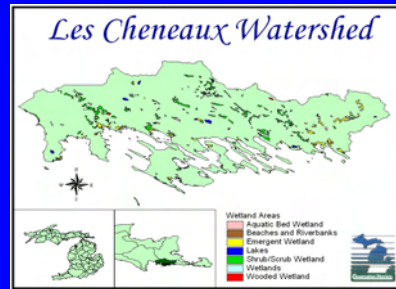 Les Cheneaux Watershed
Wetland Areas
Aquatic Bed Wetland
Beaches and Riverbanks
Emergent Wetland
Lakes
Shrub/Scrub Wetland
Wetlands
Wooded Wetland